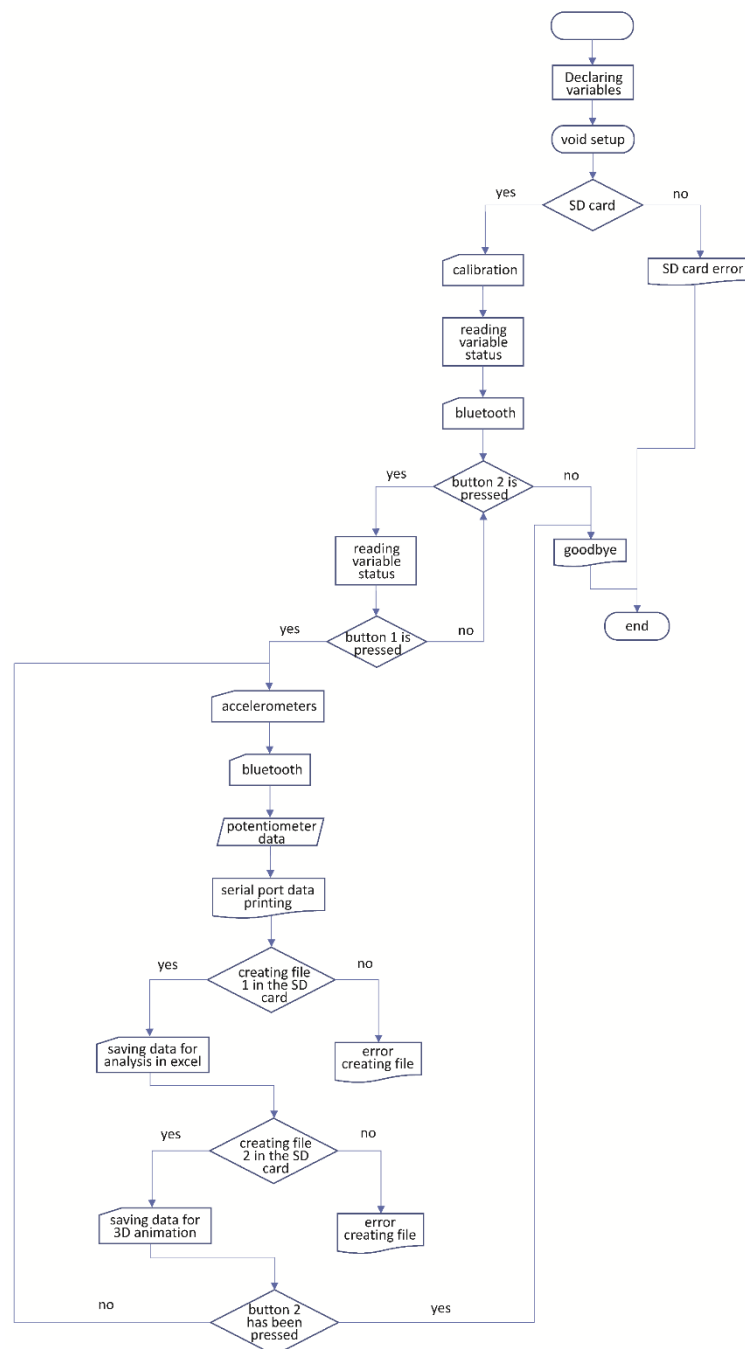 Declaring
variables
void setup
yes
SD card
no
calibration
SD card error
reading
variable
status
bluetooth
yes
button 2 is
pressed
no
reading
variable
status
goodbye
yes
button 1 is
pressed
no
end
accelerometers
bluetooth
potentiometer
data
serial port data
printing
yes
creating file
1 in the SD
card
no
saving data for
analysis in excel
error
creating file
yes
creating file
2 in the SD
card
no
saving data for
3D animation
error
creating file
no
button 2
has been
pressed
yes